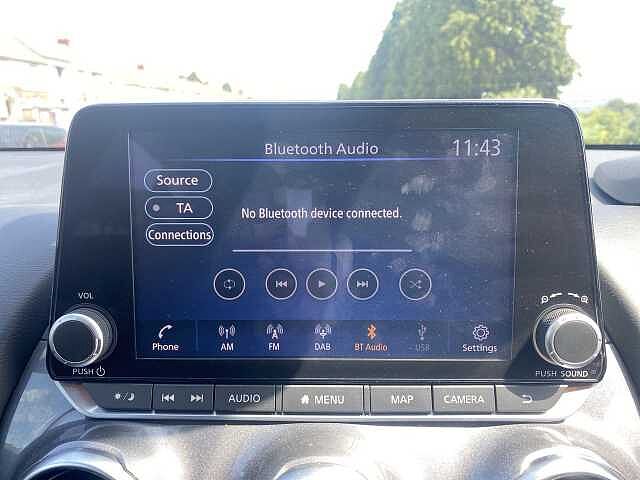 Bluetooth Audio 11:43
Source
TA
No Bluetooth device connected.
Connections
VOL
PUSH
Phone AM FM DAB BT Audio USB Settings
PUSH SOUND
AUDIO MENU MAP CAMERA